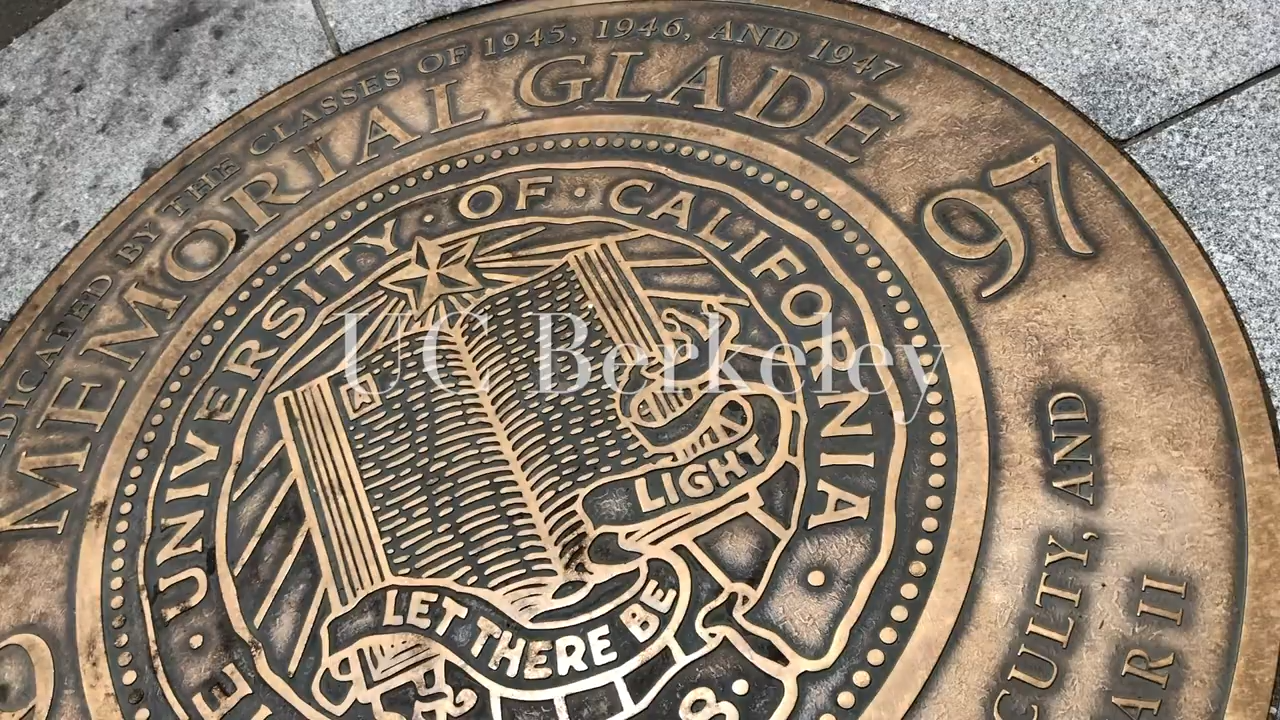 DEDICATED BY THE CLASSES OF 1945, 1946, AND 1947
MEMORIAL GLADE
97
UNIVERSITY · OF · CALIFORNIA ·
UC Berkeley
LIGHT
LET THERE BE
AND
AR II